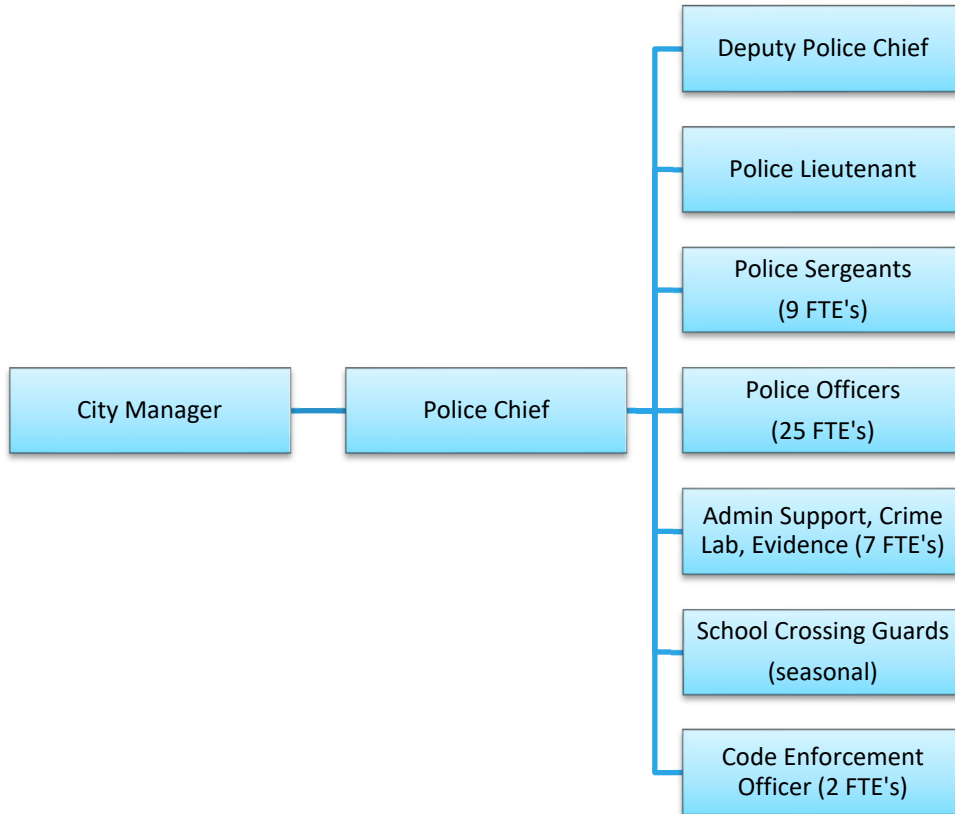 City Manager
Police Chief
Deputy Police Chief
Police Lieutenant
Police Sergeants
(9 FTE's)
Police Officers
(25 FTE's)
Admin Support, Crime
Lab, Evidence (7 FTE's)
School Crossing Guards
(seasonal)
Code Enforcement
Officer (2 FTE's)